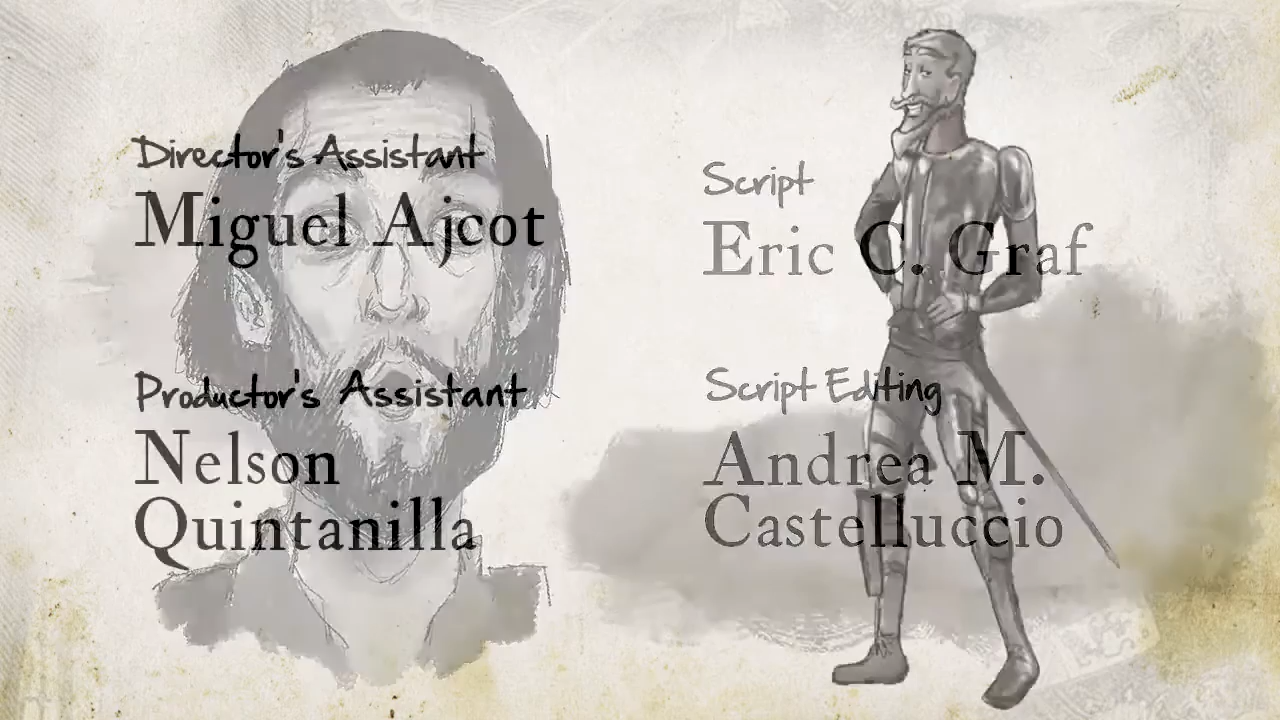 Director's Assistant
Miguel Ajcot
Productor's Assistant
Nelson
Quintanilla
Script
Eric C. Graf
Script Editing
Andrea M.
Castelluccio